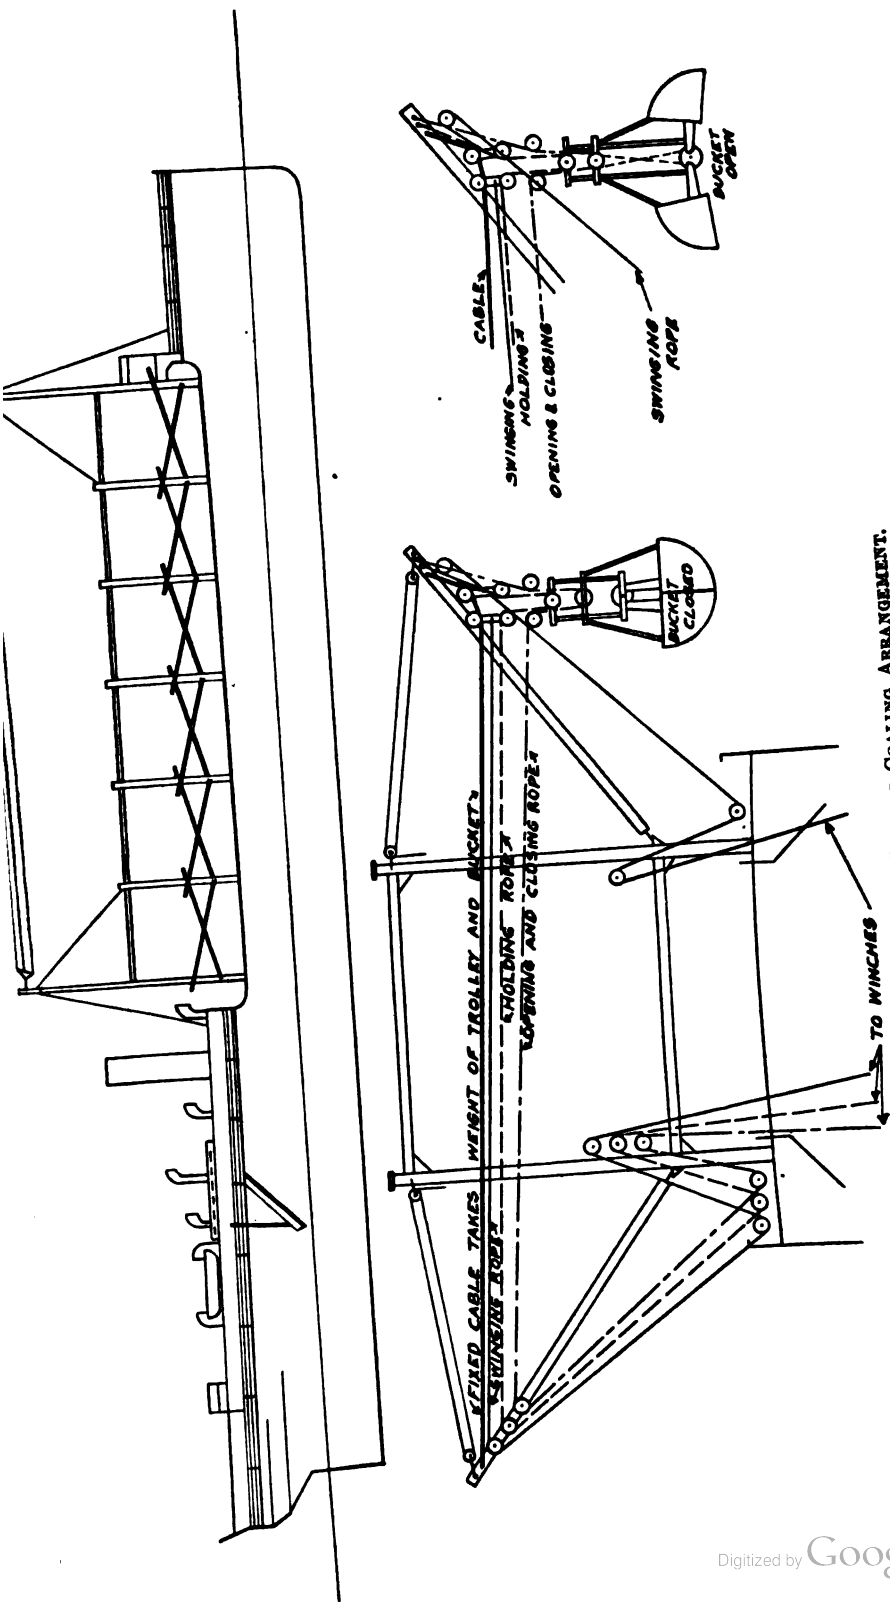 BUCKET
OPEN
CABLE
SWINGING
HOLDING
OPENING & CLOSING
SWINGING
ROPE
BUCKET
CLOSED
FIXED CABLE TAKES WEIGHT OF TROLLEY AND BUCKET
SWINGING ROPE
HOLDING ROPE
OPENING AND CLOSING ROPE
TO WINCHES
COALING ARRANGEMENT.
Digitized by Goog